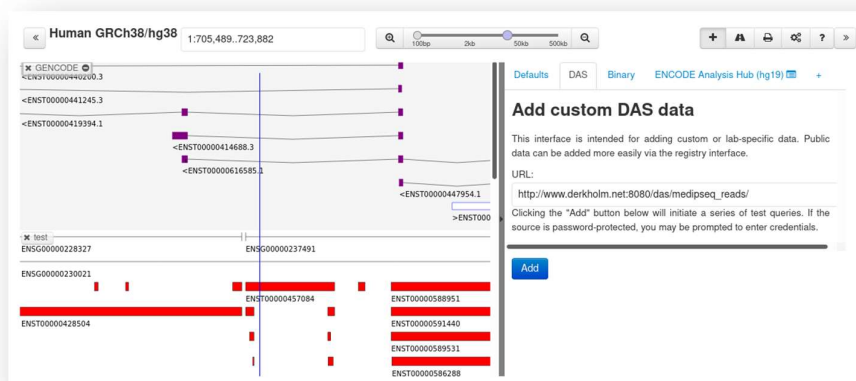 « Human GRCh38/hg38 1:705,489..723,882
100bp 2kb 50kb 500kb
+ ? »
GENCODE
<ENST00000440200.3
<ENST00000441245.3
<ENST00000419394.1
<ENST00000414688.3
<ENST00000616585.1
<ENST00000447954.1
>ENST000
test
ENSG00000228327 ENSG00000237491
ENSG00000230021
ENST00000457084 ENST00000588951
ENST00000428504 ENST00000591440
ENST00000589531
ENST00000586288
Defaults DAS Binary ENCODE Analysis Hub (hg19) +
Add custom DAS data
This interface is intended for adding custom or lab-specific data. Public
data can be added more easily via the registry interface.
URL:
http://www.derkholm.net:8080/das/medipseq_reads/
Clicking the "Add" button below will initiate a series of test queries. If the
source is password-protected, you may be prompted to enter credentials.
Add